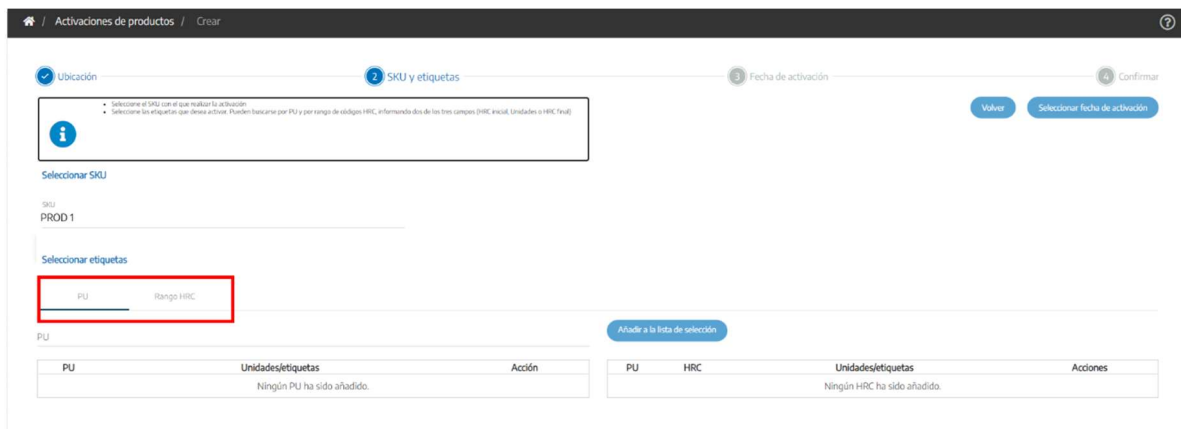 / Activaciones de productos / Crear ?
Ubicación 2 SKU y etiquetas 3 Fecha de activación 4 Confirmar
Seleccione el SKU con el que realizar la activación
Seleccione las etiquetas que desea activar. Pueden buscarse por PU y por rango de códigos HRC, informando dos de los tres campos (HRC inicial, Unidades o HRC final)
Volver Seleccionar fecha de activación
Seleccionar SKU
SKU
PROD 1
Seleccionar etiquetas
PU Rango HRC
PU Añadir a la lista de selección
PU Unidades/etiquetas Acción PU HRC Unidades/etiquetas Acciones
Ningún PU ha sido añadido. Ningún HRC ha sido añadido.